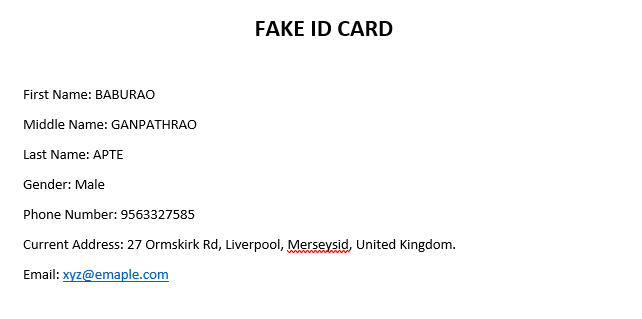 FAKE ID CARD
First Name: BABURAO
Middle Name: GANPATHRAO
Last Name: APTE
Gender: Male
Phone Number: 9563327585
Current Address: 27 Ormskirk Rd, Liverpool, Merseysid, United Kingdom.
Email: xyz@emaple.com